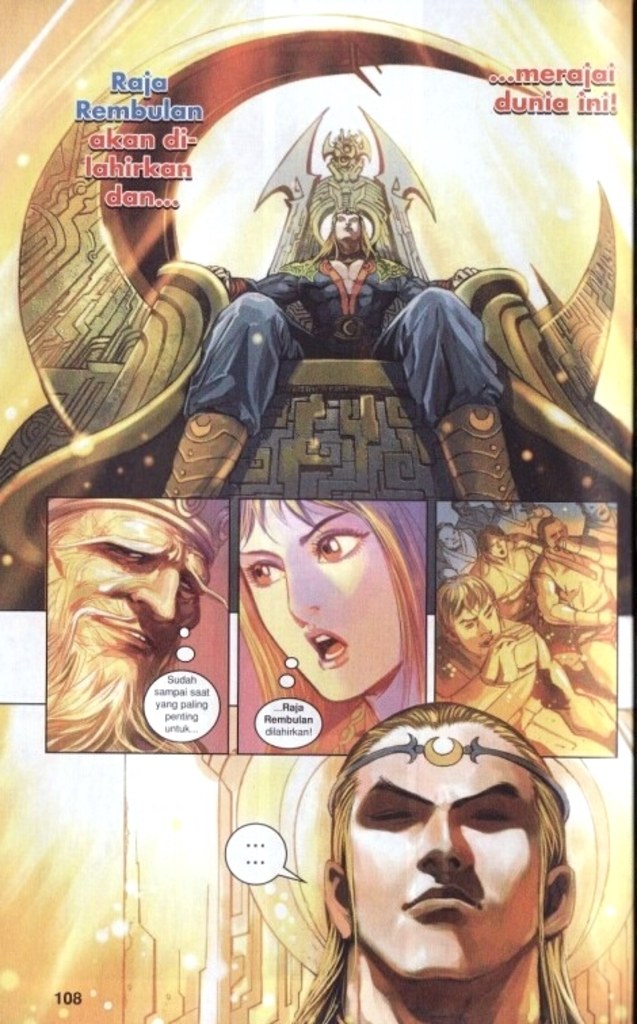 Raja
Rembulan
akan di-
lahirkan
dan...
...merajai
dunia ini!
Sudah
sampai saat
yang paling
penting
untuk...
...Raja
Rembulan
dilahirkan!
...
...
108